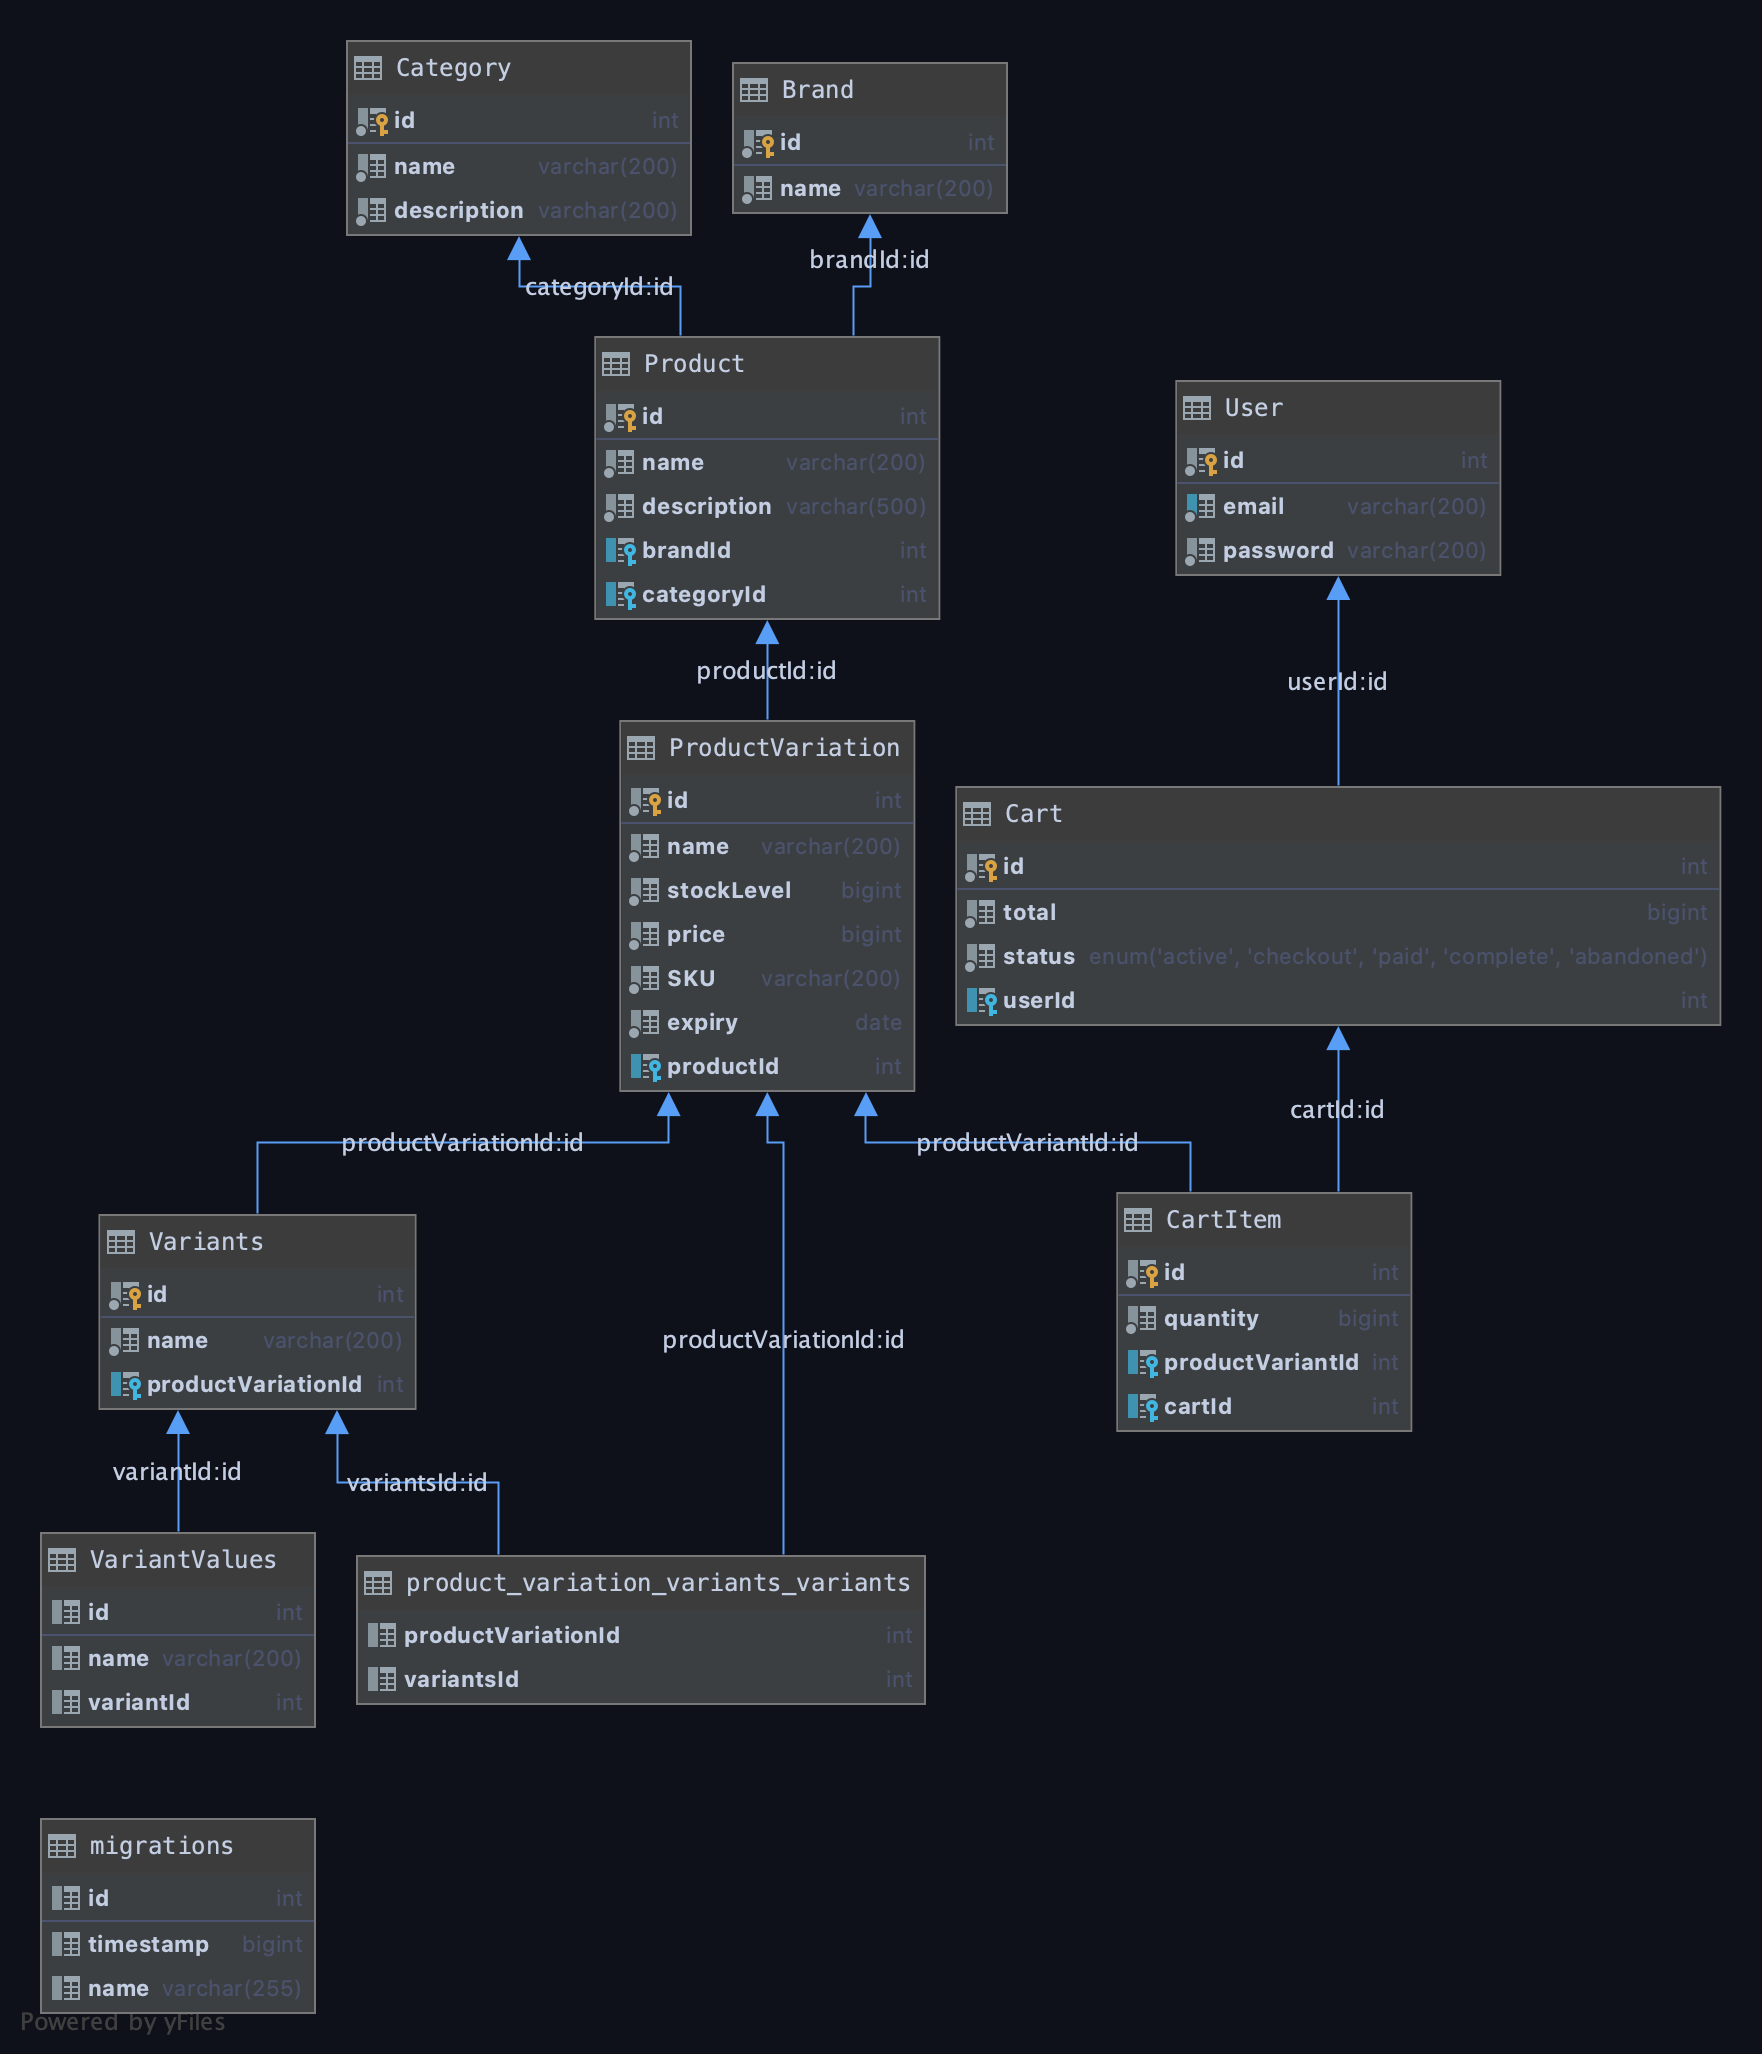 Category
id int
name varchar(200)
description varchar(200)
Brand
id int
name varchar(200)
categoryId:id
brandId:id
Product
id int
name varchar(200)
description varchar(500)
brandId int
categoryId int
User
id int
email varchar(200)
password varchar(200)
productId:id
userId:id
ProductVariation
id int
name varchar(200)
stockLevel bigint
price bigint
SKU varchar(200)
expiry date
productId int
Cart
id int
total bigint
status enum('active', 'checkout', 'paid', 'complete', 'abandoned')
userId int
productVariationId:id
productVariantId:id
cartId:id
Variants
id int
name varchar(200)
productVariationId int
productVariationId:id
CartItem
id int
quantity bigint
productVariantId int
cartId int
variantId:id
variantsId:id
VariantValues
id int
name varchar(200)
variantId int
product_variation_variants_variants
productVariationId int
variantsId int
migrations
id int
timestamp bigint
name varchar(255)
Powered by yFiles